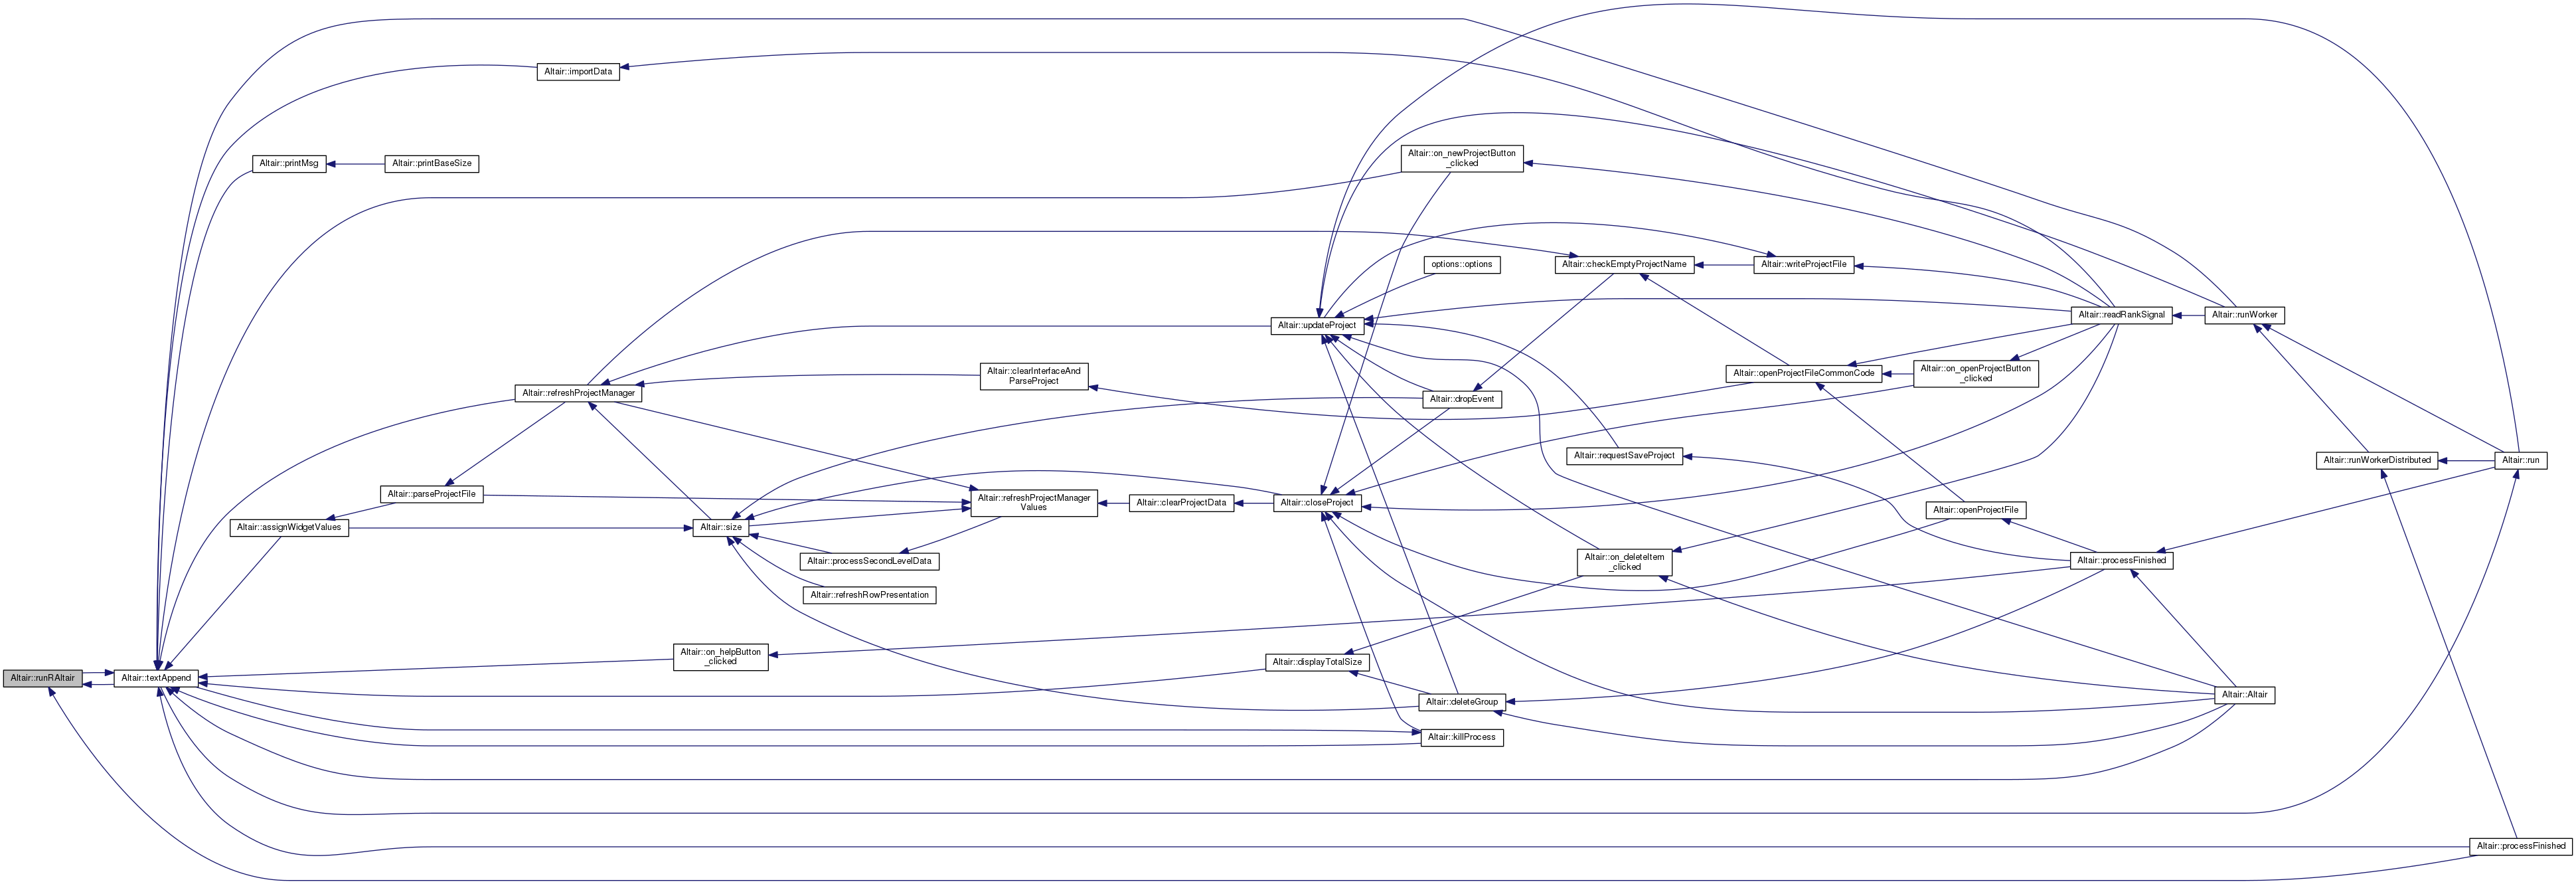 Altair::importData
Altair::printMsg
Altair::printBaseSize
Altair::on_newProjectButton
_clicked
options::options
Altair::checkEmptyProjectName
Altair::writeProjectFile
Altair::updateProject
Altair::readRankSignal
Altair::runWorker
Altair::clearInterfaceAnd
ParseProject
Altair::openProjectFileCommonCode
Altair::on_openProjectButton
_clicked
Altair::refreshProjectManager
Altair::dropEvent
Altair::requestSaveProject
Altair::runWorkerDistributed
Altair::run
Altair::parseProjectFile
Altair::refreshProjectManager
Values
Altair::clearProjectData
Altair::closeProject
Altair::openProjectFile
Altair::assignWidgetValues
Altair::size
Altair::processSecondLevelData
Altair::on_deleteItem
_clicked
Altair::processFinished
Altair::refreshRowPresentation
Altair::on_helpButton
_clicked
Altair::displayTotalSize
Altair::runRAltair
Altair::textAppend
Altair::deleteGroup
Altair::Altair
Altair::killProcess
Altair::processFinished